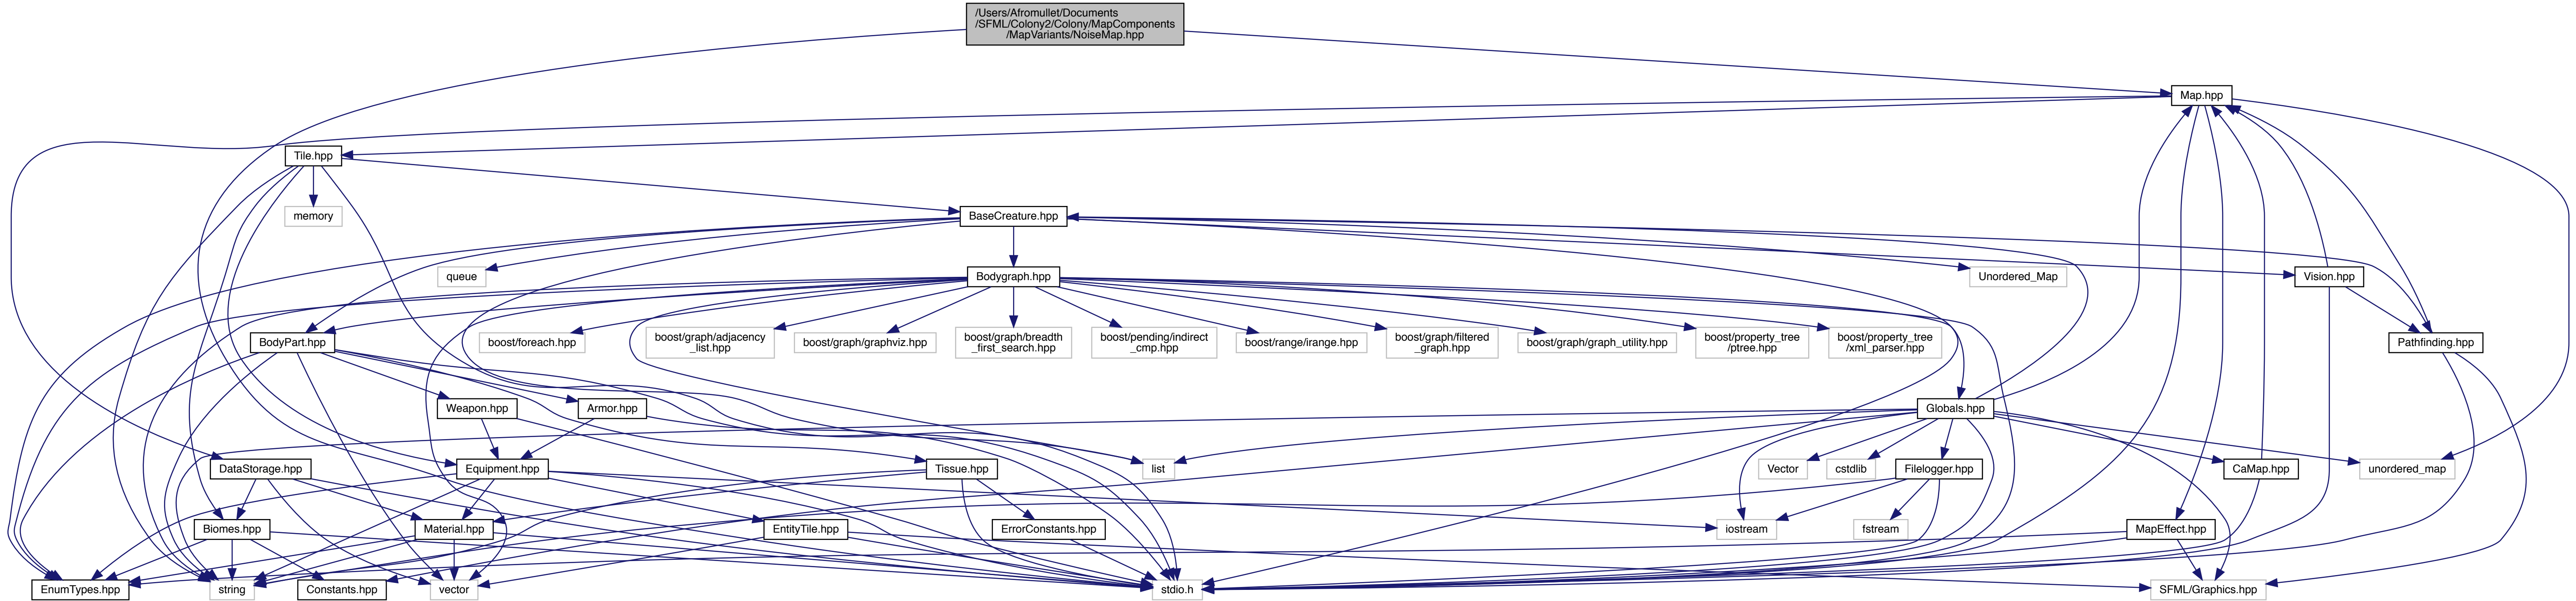 /Users/Afromullet/Documents
/SFML/Colony2/Colony/MapComponents
/MapVariants/NoiseMap.hpp
Map.hpp
Tile.hpp
memory
BaseCreature.hpp
queue
Bodygraph.hpp
Unordered_Map
Vision.hpp
BodyPart.hpp
boost/foreach.hpp
boost/graph/adjacency
_list.hpp
boost/graph/graphviz.hpp
boost/graph/breadth
_first_search.hpp
boost/pending/indirect
_cmp.hpp
boost/range/irange.hpp
boost/graph/filtered
_graph.hpp
boost/graph/graph_utility.hpp
boost/property_tree
/ptree.hpp
boost/property_tree
/xml_parser.hpp
Pathfinding.hpp
Weapon.hpp
Armor.hpp
Globals.hpp
DataStorage.hpp
Equipment.hpp
Tissue.hpp
list
Vector
cstdlib
Filelogger.hpp
CaMap.hpp
unordered_map
Biomes.hpp
Material.hpp
EntityTile.hpp
ErrorConstants.hpp
iostream
fstream
MapEffect.hpp
EnumTypes.hpp
string
Constants.hpp
vector
stdio.h
SFML/Graphics.hpp